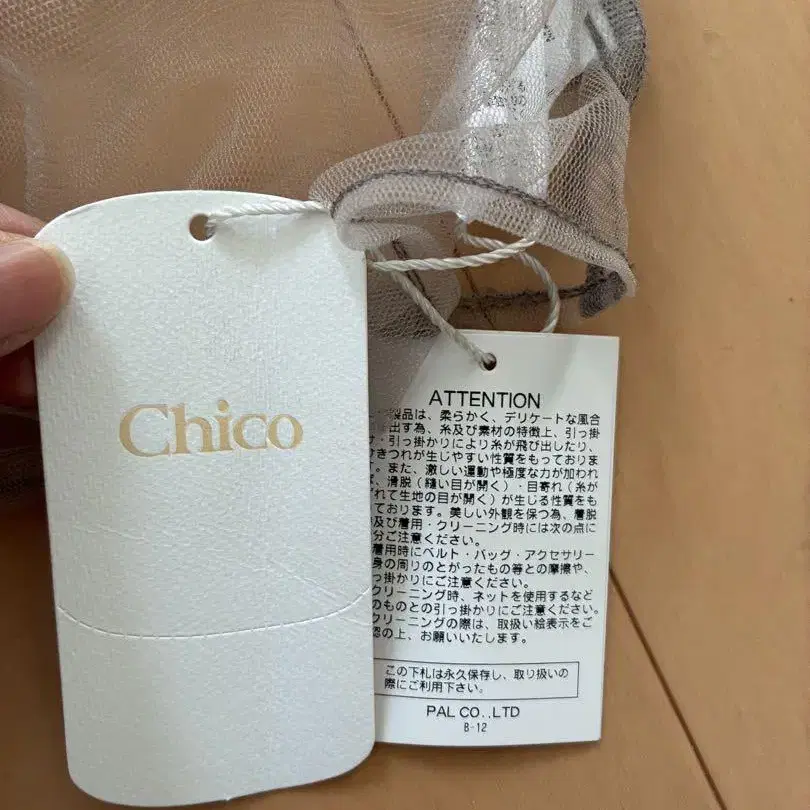 Chico
ATTENTION
製品は、柔らかく、デリケートな風合
出す為、糸及び素材の特徴上、引っ掛
・引っ掛かりにより糸が飛び出したり、
きつれが生じやすい性質をもっておりま
。また、激しい運動や極度な力が加われ
、滑脱(縫い目が開く)・目寄れ(糸が
れて生地の目が開く)が生じる性質をも
ております。美しい外観を保つ為、着脱
及び着用・クリーニング時には次の点に
分ご注意ください。
着用時にベルト・バッグ・アクセサリー
身の周りのとがったもの等との摩擦や、
っ掛かりにご注意ください。
クリーニング時、ネットを使用するなど
のものとの引っ掛かりにご注意ください。
クリーニングの際は、取扱い絵表示をご
認の上、お願いいたします。
この下札は永久保存し、取り扱いの
際にご利用下さい。
PAL CO.,LTD
B-12